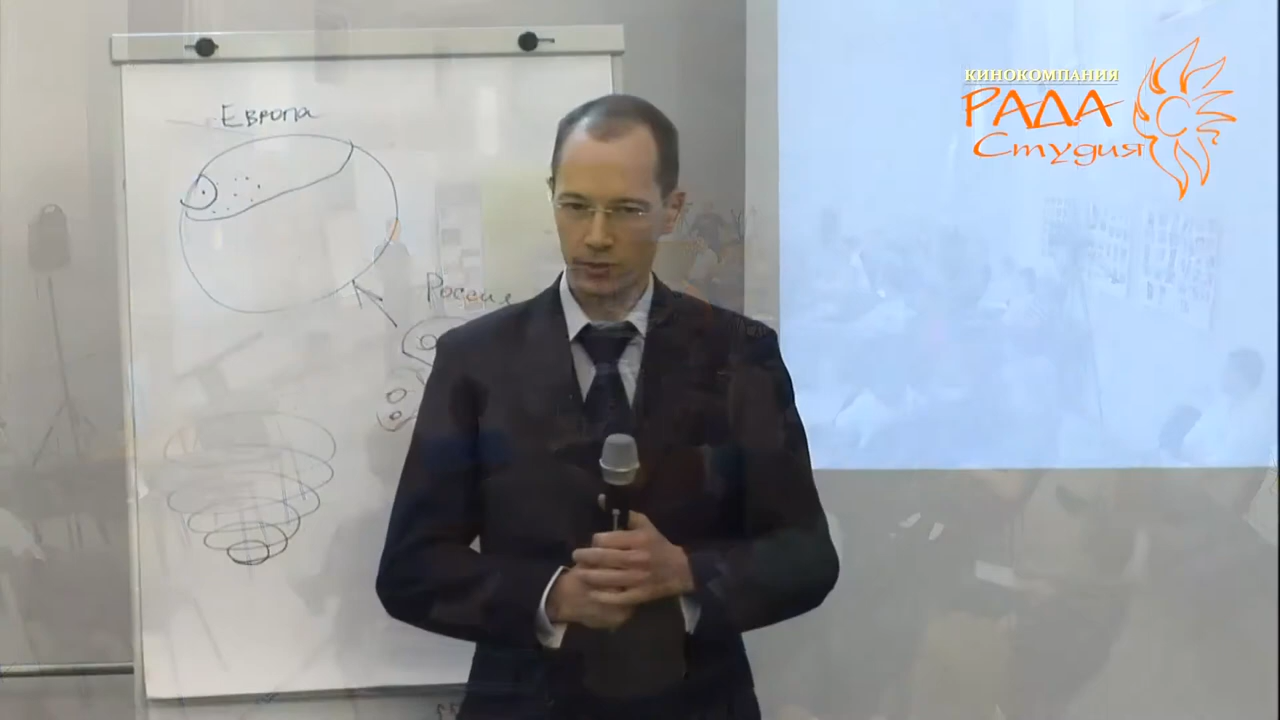 Европа
КИНОКОМПАНИЯ
РАДА
Студия
Россия